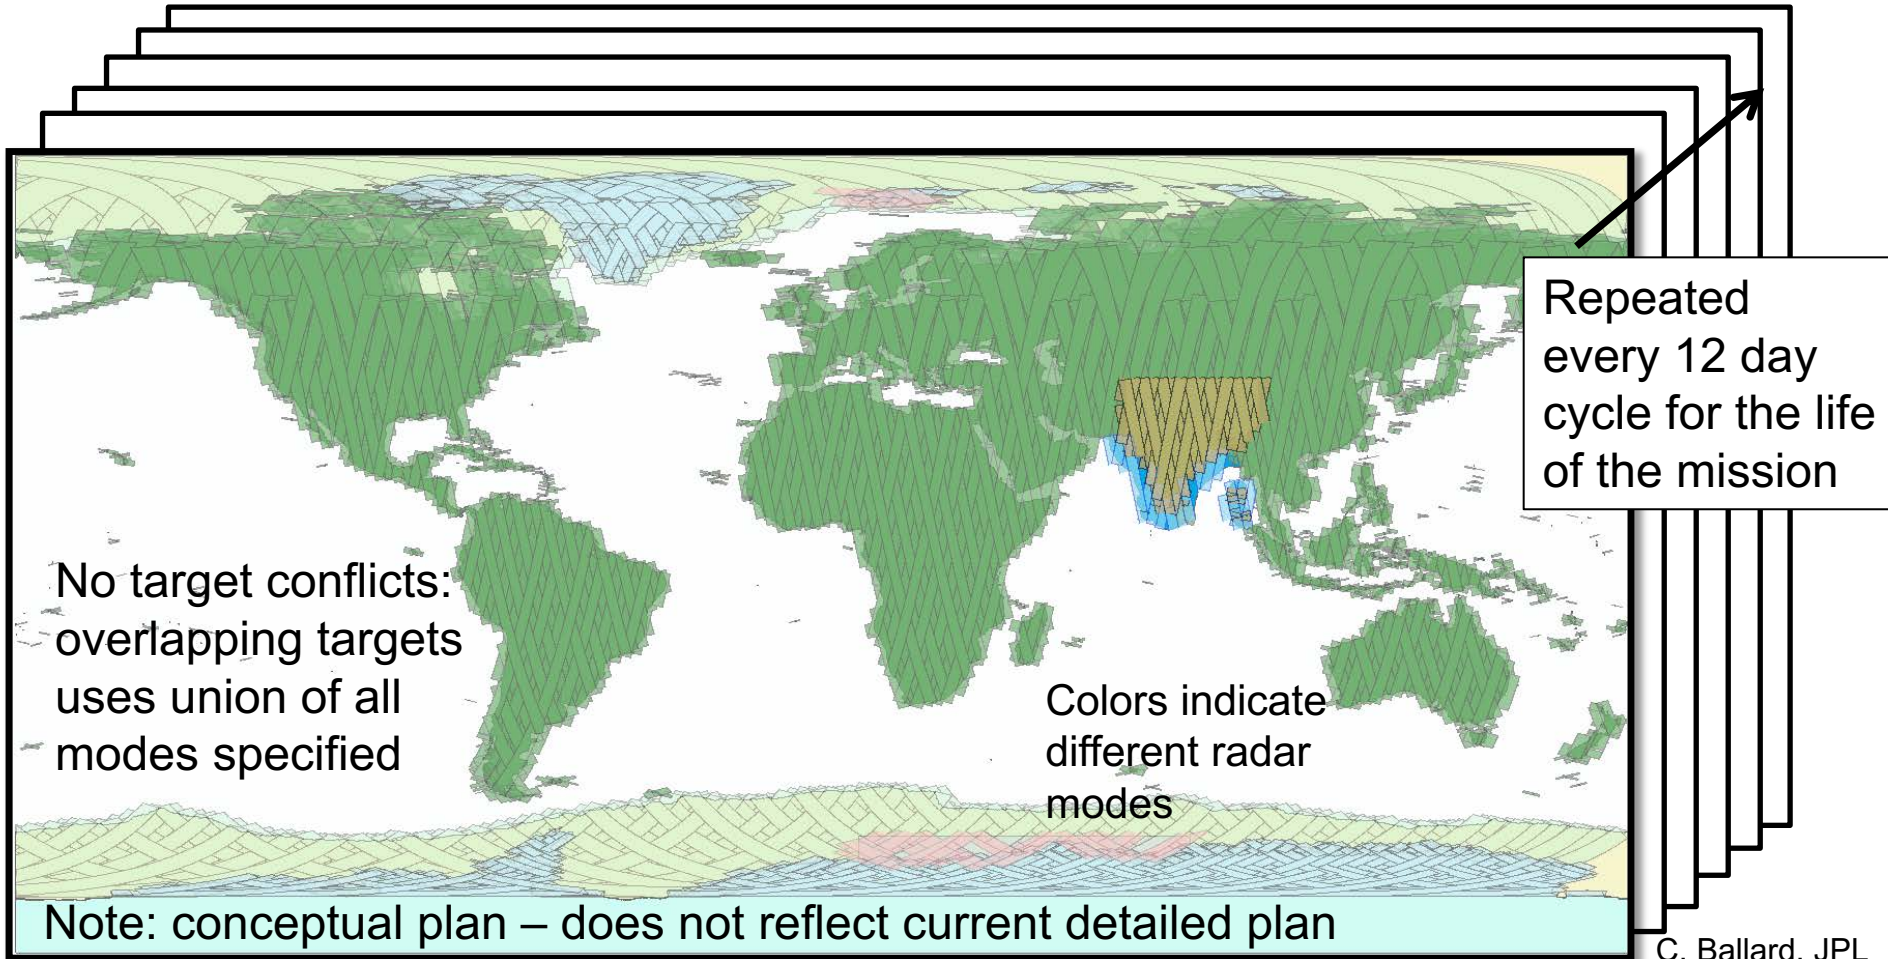 Repeated
every 12 day
cycle for the life
of the mission
No target conflicts:
overlapping targets
uses union of all
modes specified
Colors indicate
different radar
modes
Note: conceptual plan – does not reflect current detailed plan
C. Ballard, JPL